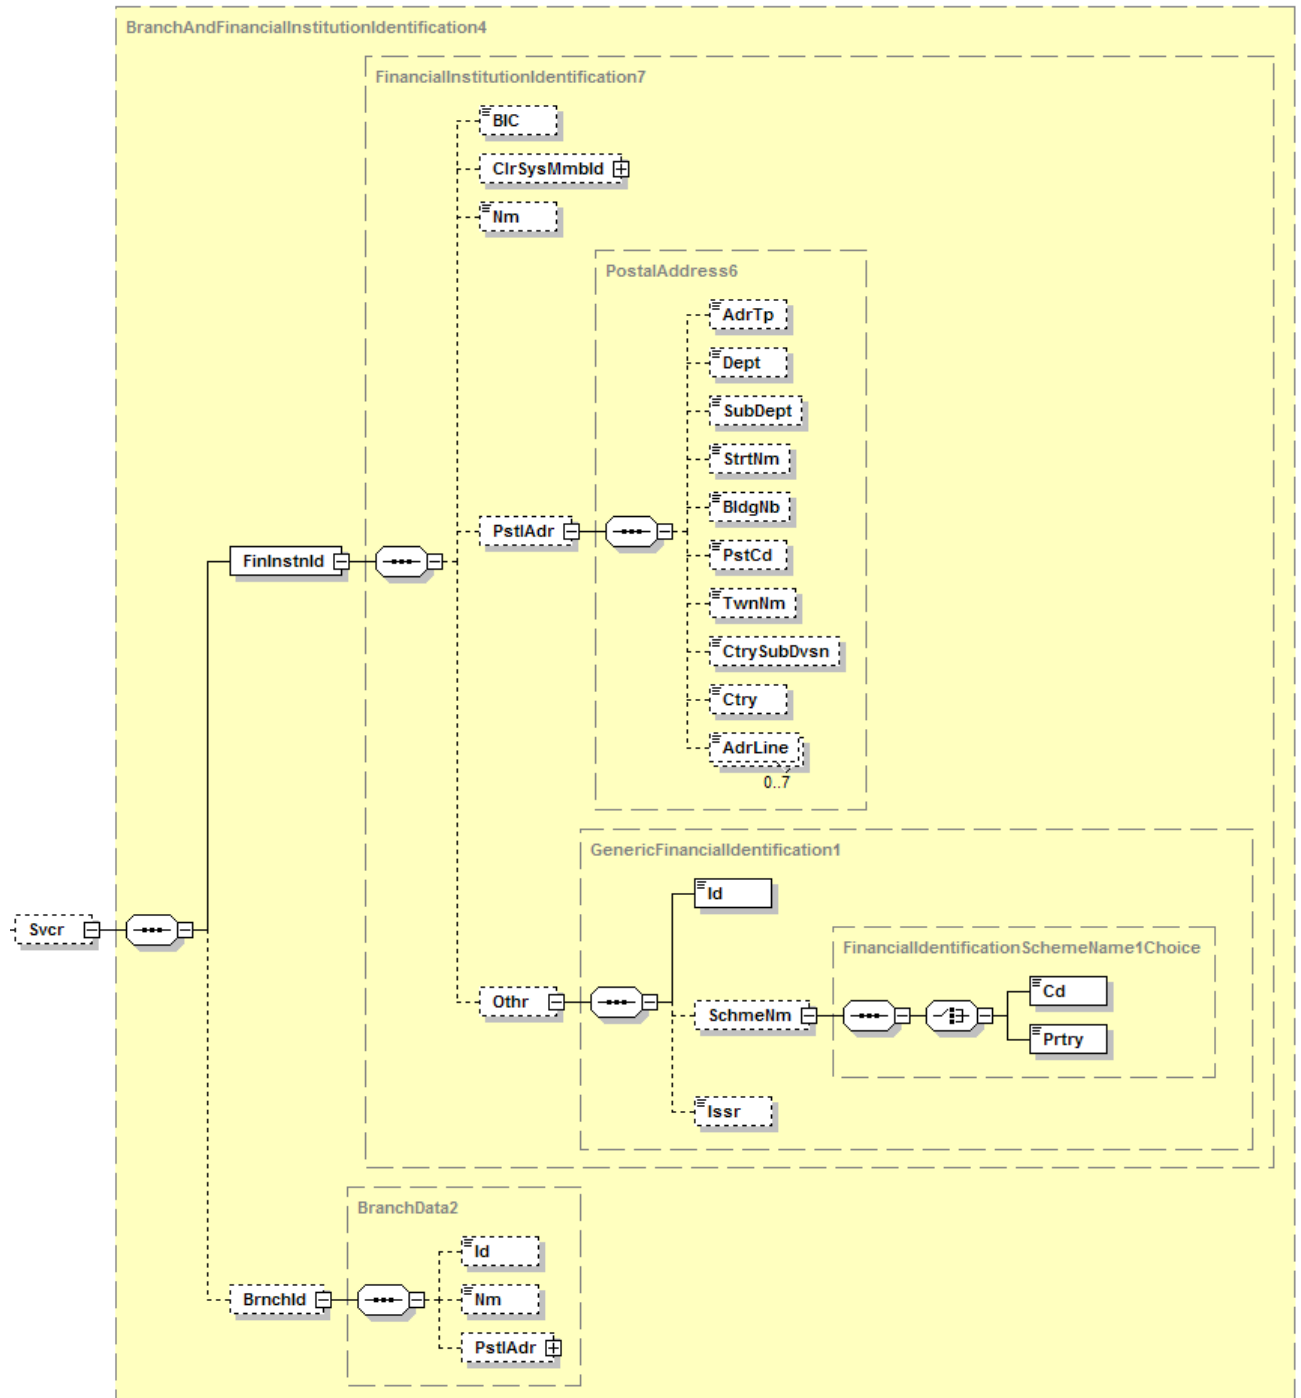 BranchAndFinancialInstitutionIdentification4
FinancialInstitutionIdentification7
BIC
ClrSysMmbId
Nm
PostalAddress6
AdrTp
Dept
SubDept
StrtNm
BldgNb
PstlAdr
PstCd
FinInstnId
TwnNm
CtrySubDvsn
Ctry
AdrLine
0..7
GenericFinancialIdentification1
Id
Svcr
FinancialIdentificationSchemeName1Choice
Cd
Othr
SchmeNm
Prtry
Issr
BranchData2
Id
BrnchId
Nm
PstlAdr